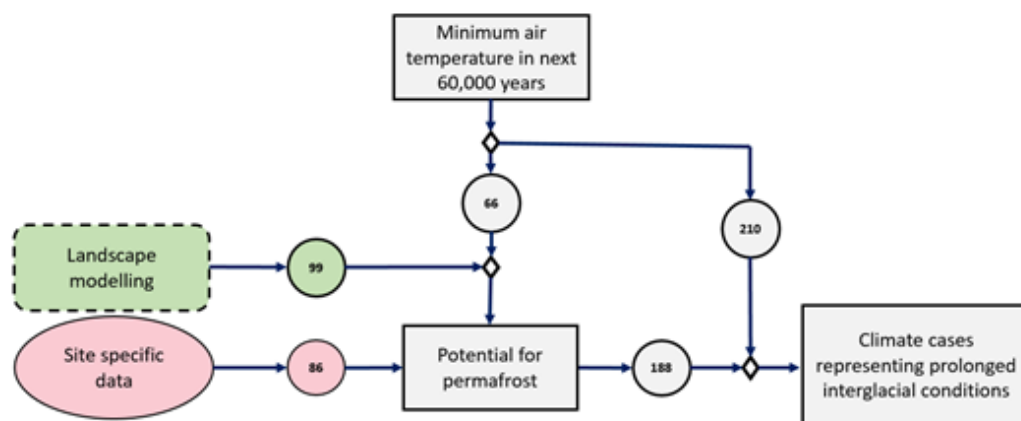 Minimum air
temperature in next
60,000 years
66
210
Landscape
modelling
99
Site specific
data
86
Potential for
permafrost
188
Climate cases
representing prolonged
interglacial conditions